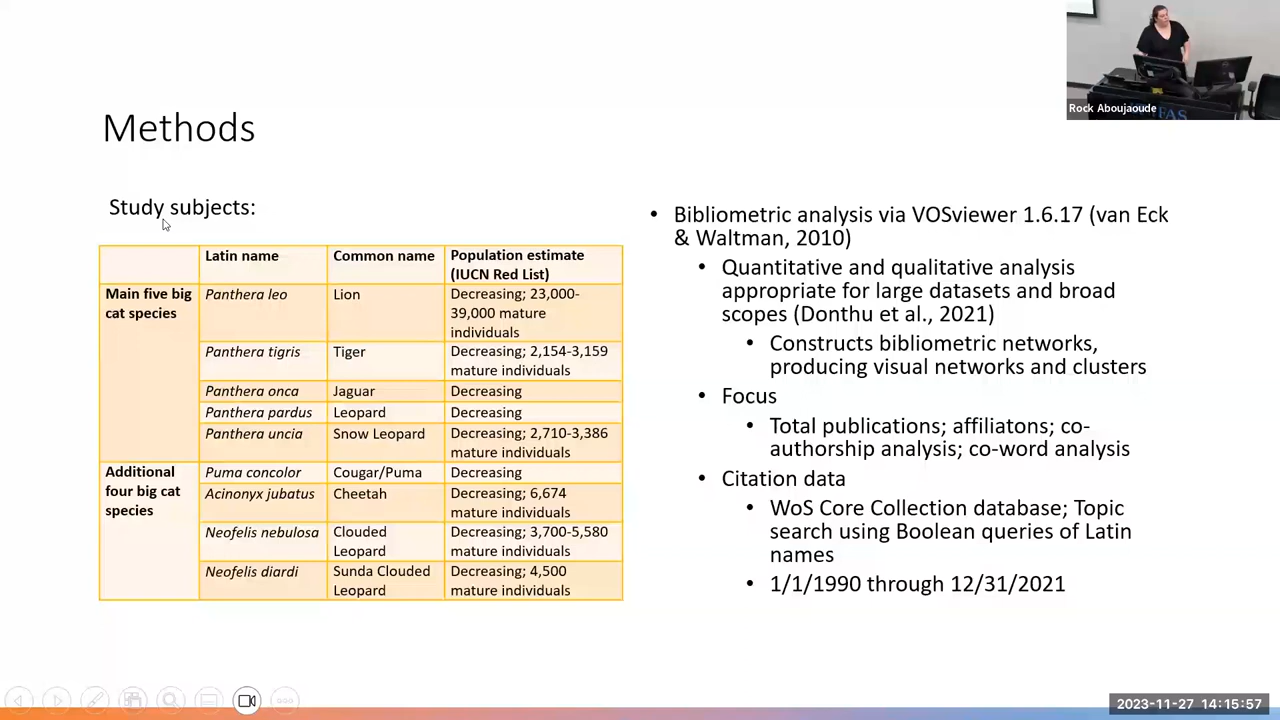 Rock Aboujaoude
FAS
Methods
Study subjects:
Latin name
Common name
Population estimate
(IUCN Red List)
Main five big
cat species
Panthera leo
Lion
Decreasing; 23,000-
39,000 mature
individuals
Panthera tigris
Tiger
Decreasing; 2,154-3,159
mature individuals
Panthera onca
Jaguar
Decreasing
Panthera pardus
Leopard
Decreasing
Panthera uncia
Snow Leopard
Decreasing; 2,710-3,386
mature individuals
Additional
four big cat
species
Puma concolor
Cougar/Puma
Decreasing
Acinonyx jubatus
Cheetah
Decreasing; 6,674
mature individuals
Neofelis nebulosa
Clouded
Leopard
Decreasing; 3,700-5,580
mature individuals
Neofelis diardi
Sunda Clouded
Leopard
Decreasing; 4,500
mature individuals
• Bibliometric analysis via VOSviewer 1.6.17 (van Eck
& Waltman, 2010)
• Quantitative and qualitative analysis
appropriate for large datasets and broad
scopes (Donthu et al., 2021)
• Constructs bibliometric networks,
producing visual networks and clusters
• Focus
• Total publications; affiliatons; co-
authorship analysis; co-word analysis
• Citation data
• WoS Core Collection database; Topic
search using Boolean queries of Latin
names
• 1/1/1990 through 12/31/2021
2023-11-27 14:15:57